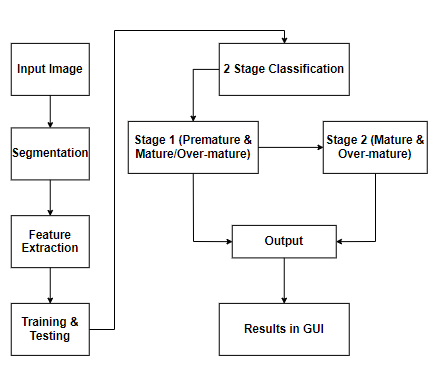 Input Image
Segmentation
Feature
Extraction
Training &
Testing
2 Stage Classification
Stage 1 (Premature &
Mature/Over-mature)
Stage 2 (Mature &
Over-mature)
Output
Results in GUI